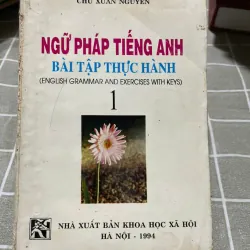 CHU XUÂN NGUYÊN
NGỮ PHÁP TIẾNG ANH
BÀI TẬP THỰC HÀNH
(ENGLISH GRAMMAR AND EXERCISES WITH KEYS)
1
NHÀ XUẤT BẢN KHOA HỌC XÃ HỘI
HÀ NỘI - 1994